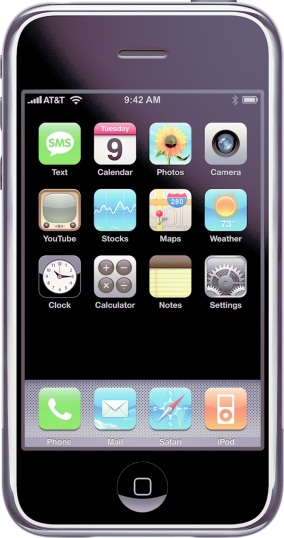 AT&T 9:42 AM
SMS Tuesday 9 280 73°
Text Calendar Photos Camera
YouTube Stocks Maps Weather
Clock Calculator Notes Settings
Phone Mail Safari iPod